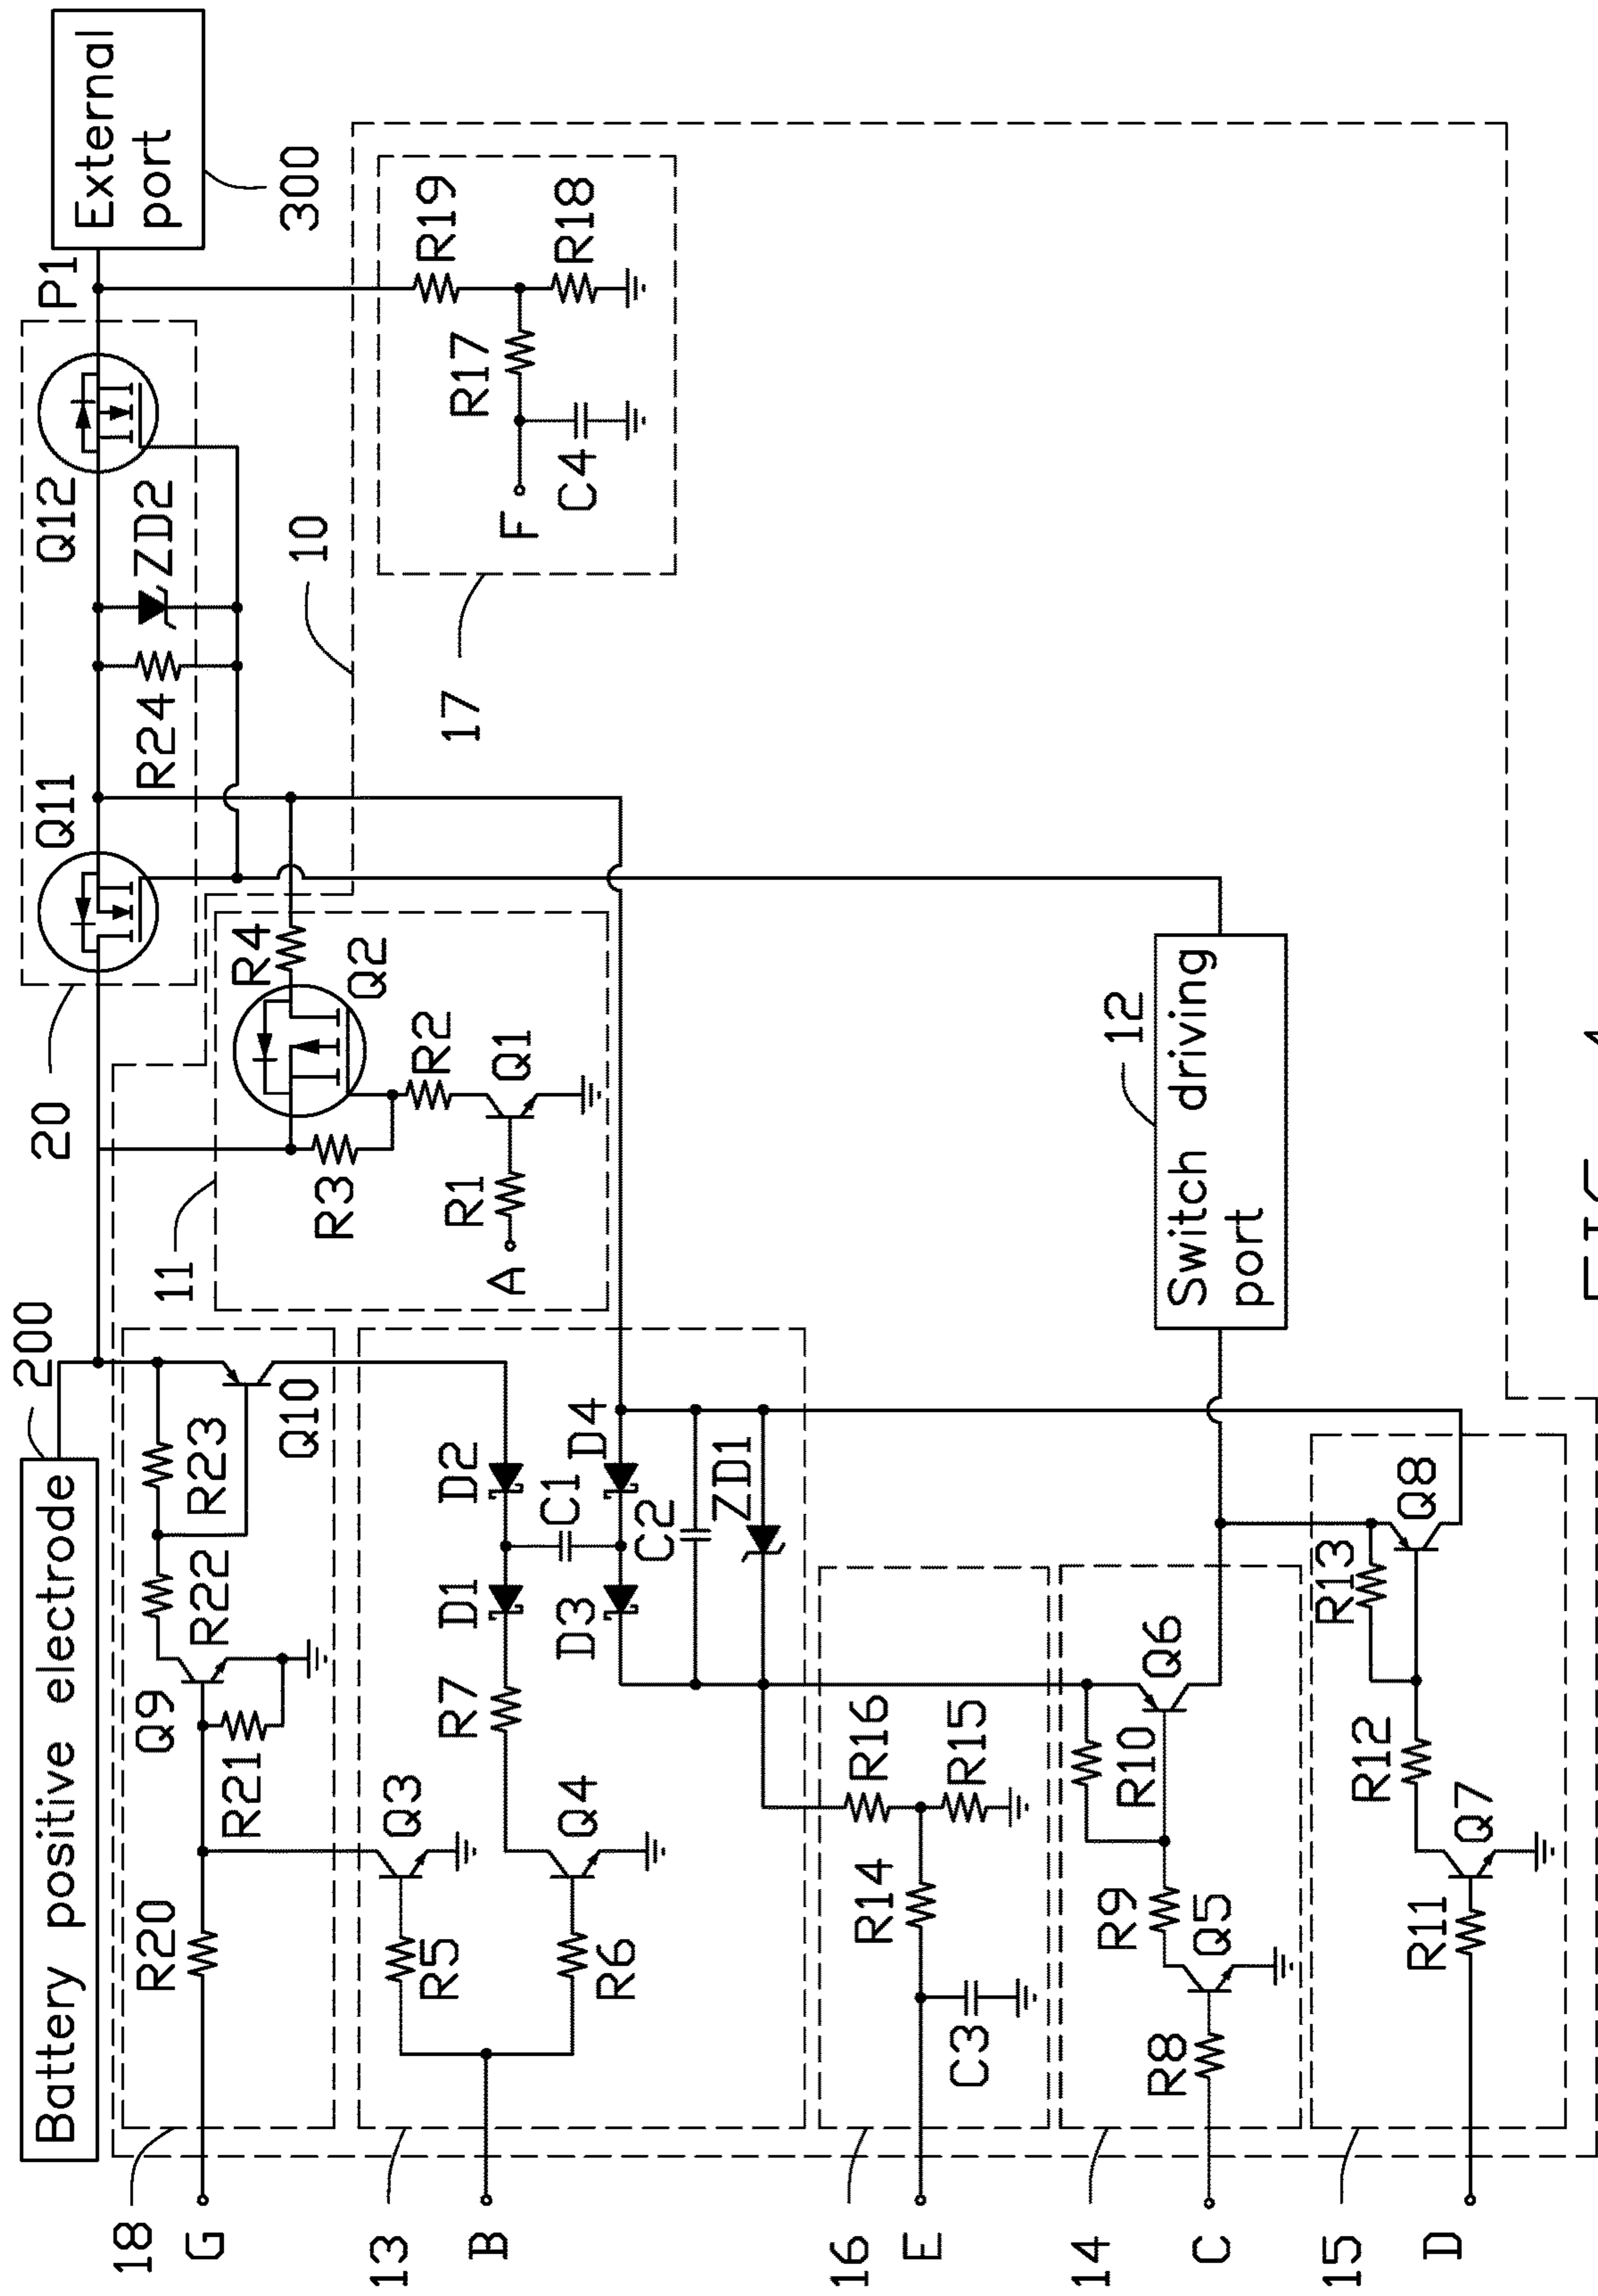 Battery positive electrode
200
20
Q11
Q12
P1
External
port
300
R24
ZD2
10
18
G
R20
R21
Q9
R22
R23
Q10
11
A
R1
R2
R3
R4
Q1
Q2
17
F
R17
C4
R19
R18
13
B
R5
R6
Q3
Q4
R7
D1
D2
C1
D3
D4
C2
ZD1
16
E
C3
R14
R16
R15
12
Switch driving
port
14
C
R8
Q5
R9
R10
Q6
15
D
R11
Q7
R12
R13
Q8